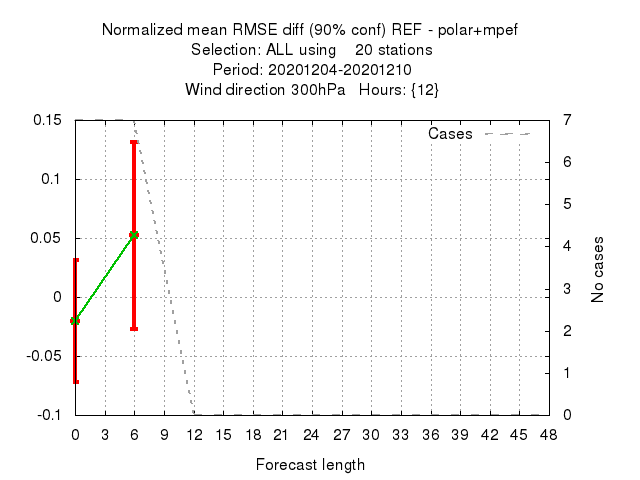 Normalized mean RMSE diff (90% conf) REF - polar+mpef
Selection: ALL using    20 stations
Period: 20201204-20201210
Wind direction 300hPa   Hours: {12}
Cases
0.15
0.1
0.05
0
-0.05
-0.1
7
6
5
4
3
2
1
0
No cases
0 3 6 9 12 15 18 21 24 27 30 33 36 39 42 45 48
Forecast length